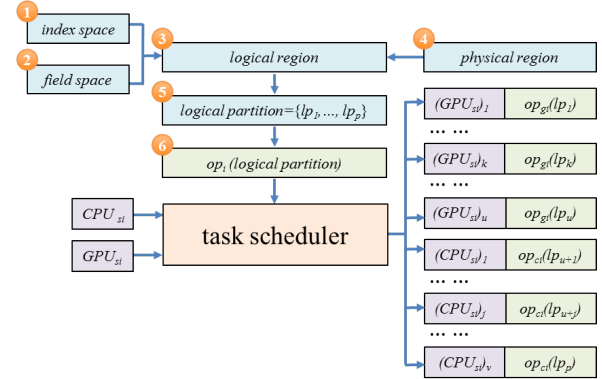 1
index space
2
field space
3
logical region
4
physical region
5
logical partition={lp1, ..., lpp}
6
opi (logical partition)
CPU si
GPUsi
task scheduler
(GPUsi)1 opgi(lp1)
... ...
(GPUsi)k opgi(lpk)
... ...
(GPUsi)u opgi(lpu)
(CPUsi)1 opci(lpu+1)
... ...
(CPUsi)j opci(lpu+j)
... ...
(CPUsi)v opci(lpp)